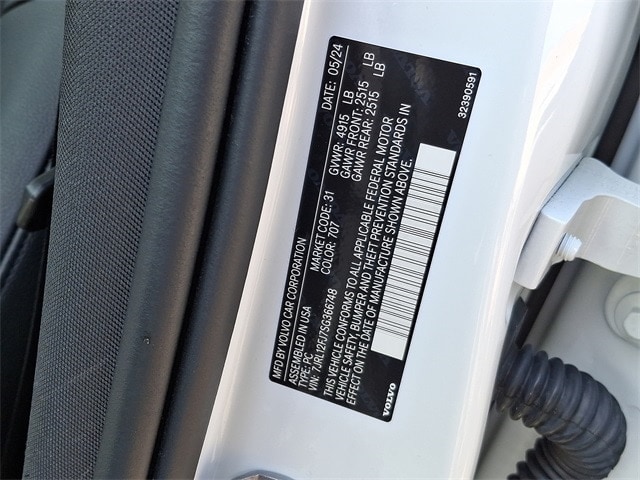 MFD BY VOLVO CAR CORPORATION DATE: 05/24
ASSEMBLED IN USA
TYPE: PC MARKET CODE: 31 GVWR: 4915 LB
COLOR: 707 GAWR FRONT: 2515 LB
GAWR REAR: 2515 LB
VIN: 7JRL12FJ7SG366748
THIS VEHICLE CONFORMS TO ALL APPLICABLE FEDERAL MOTOR
VEHICLE SAFETY, BUMPER AND THEFT PREVENTION STANDARDS IN
EFFECT ON THE DATE OF MANUFACTURE SHOWN ABOVE.
VOLVO
32390591